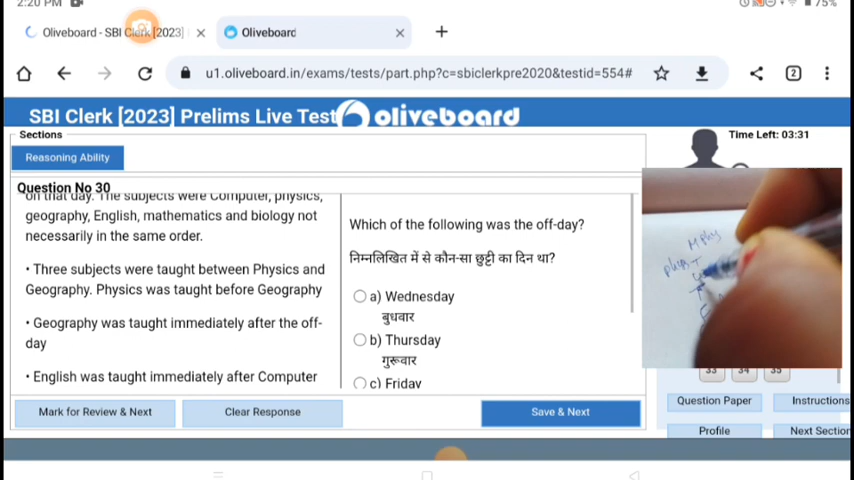 2:20 PM
75%
Oliveboard - SBI Clerk [2023]
Oliveboard
u1.oliveboard.in/exams/tests/part.php?c=sbiclerkpre2020&testid=554#
2
SBI Clerk [2023] Prelims Live Test
oliveboard
Sections
Time Left: 03:31
Reasoning Ability
Question No 30
on that day. The subjects were Computer, physics,
geography, English, mathematics and biology not
necessarily in the same order.
• Three subjects were taught between Physics and
Geography. Physics was taught before Geography
• Geography was taught immediately after the off-
day
• English was taught immediately after Computer
Which of the following was the off-day?
निम्नलिखित में से कौन-सा छुट्टी का दिन था?
a) Wednesday
बुधवार
b) Thursday
गुरूवार
c) Friday
M Phy
phys T
33 34 35
Mark for Review & Next
Clear Response
Save & Next
Question Paper
Instructions
Profile
Next Section